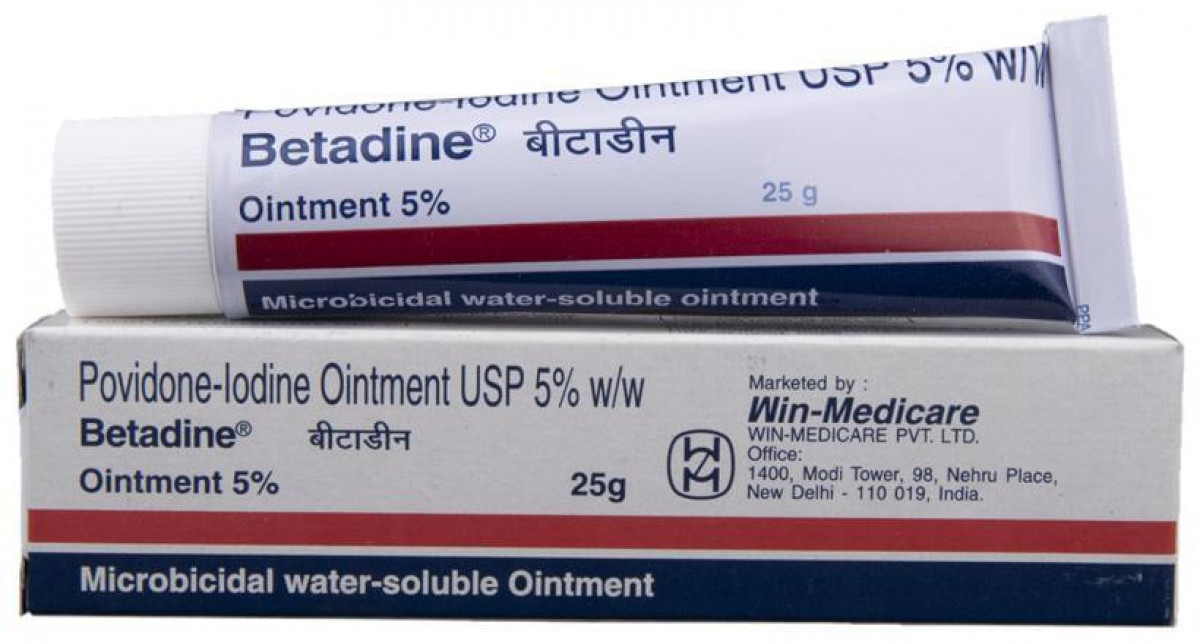 Povidone-Iodine Ointment USP 5% w/w
Betadine® बीटाडीन
Ointment 5% 25 g
Microbicidal water-soluble ointment
PPA
Povidone-Iodine Ointment USP 5% w/w
Betadine® बीटाडीन
Ointment 5% 25g
Marketed by :
Win-Medicare
WIN-MEDICARE PVT. LTD.
Office:
1400, Modi Tower, 98, Nehru Place,
New Delhi - 110 019, India.
Microbicidal water-soluble Ointment